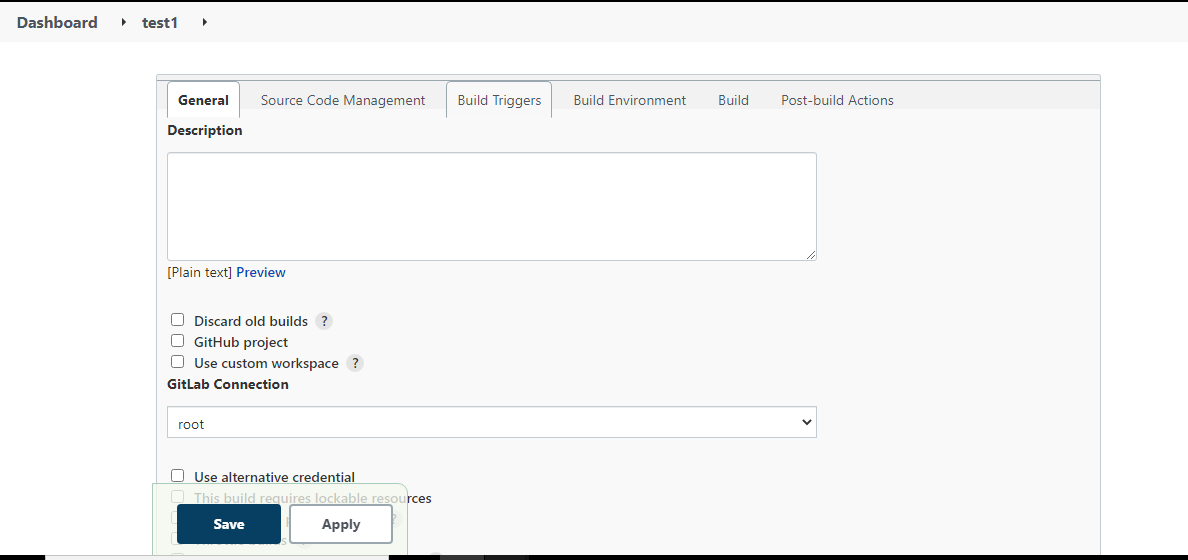 Dashboard test1
General Source Code Management Build Triggers Build Environment Build Post-build Actions
Description
[Plain text] Preview
Discard old builds ?
GitHub project
Use custom workspace ?
GitLab Connection
root
Use alternative credential
This build requires lockable resources
Save Apply